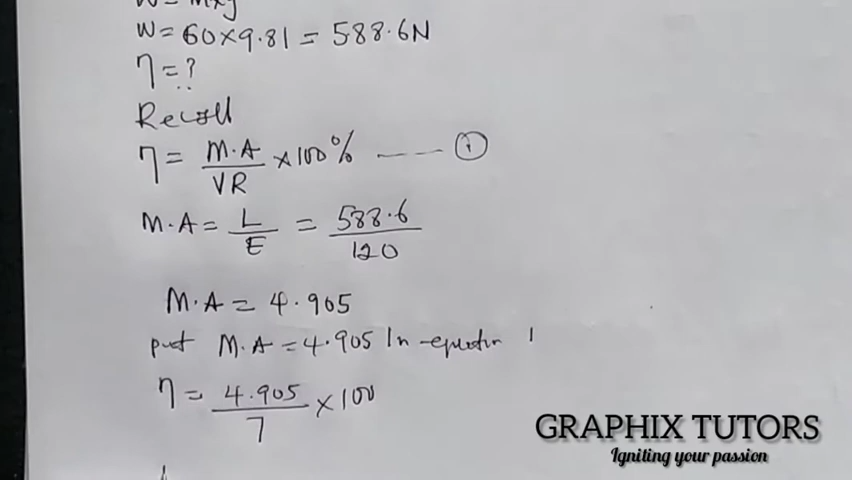 W = mxg
W = 60×9.81 = 588.6N
η = ?
Recall
η = M.A/VR ×100% ------ ①
M.A = L/E = 588.6/120
M.A = 4.905
put M.A = 4.905 In equation 1
η = 4.905/7 × 100
GRAPHIX TUTORS
Igniting your passion